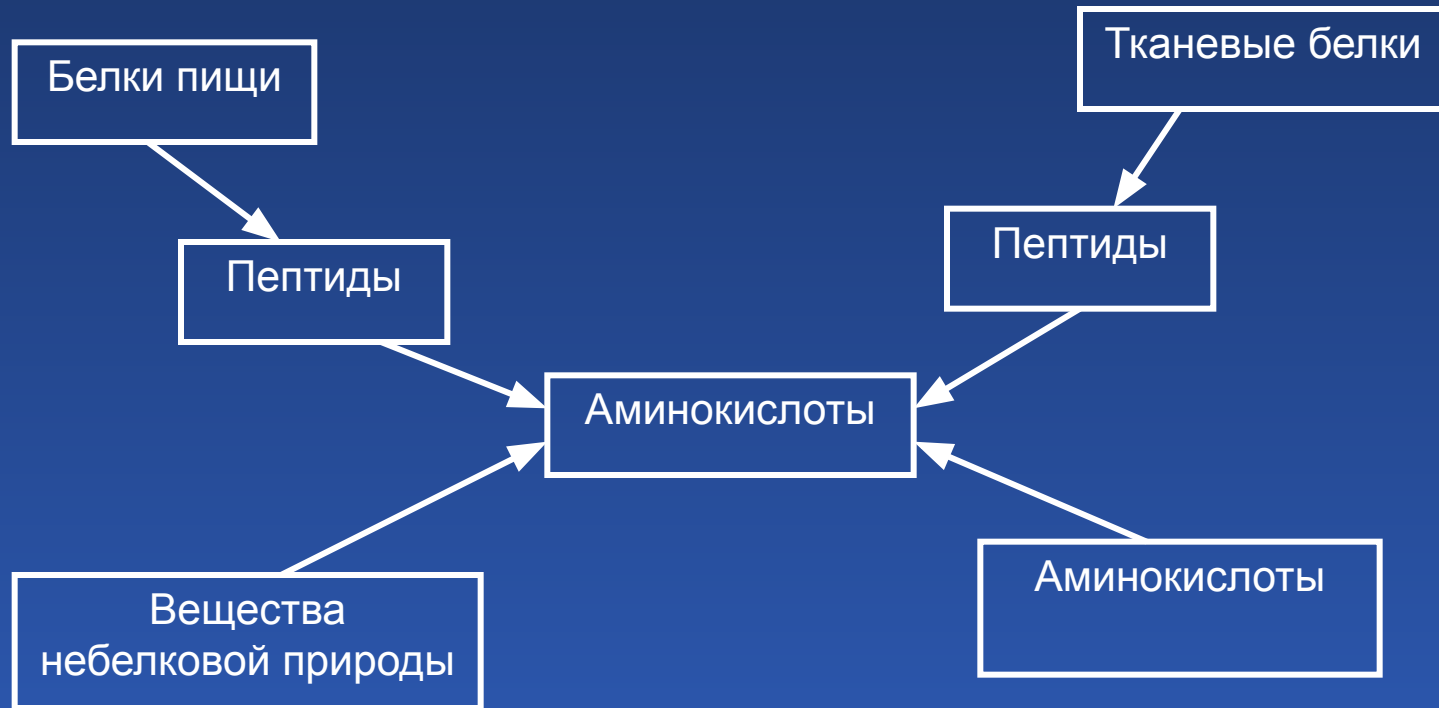 Белки пищи
Тканевые белки
Пептиды
Пептиды
Аминокислоты
Вещества
небелковой природы
Аминокислоты